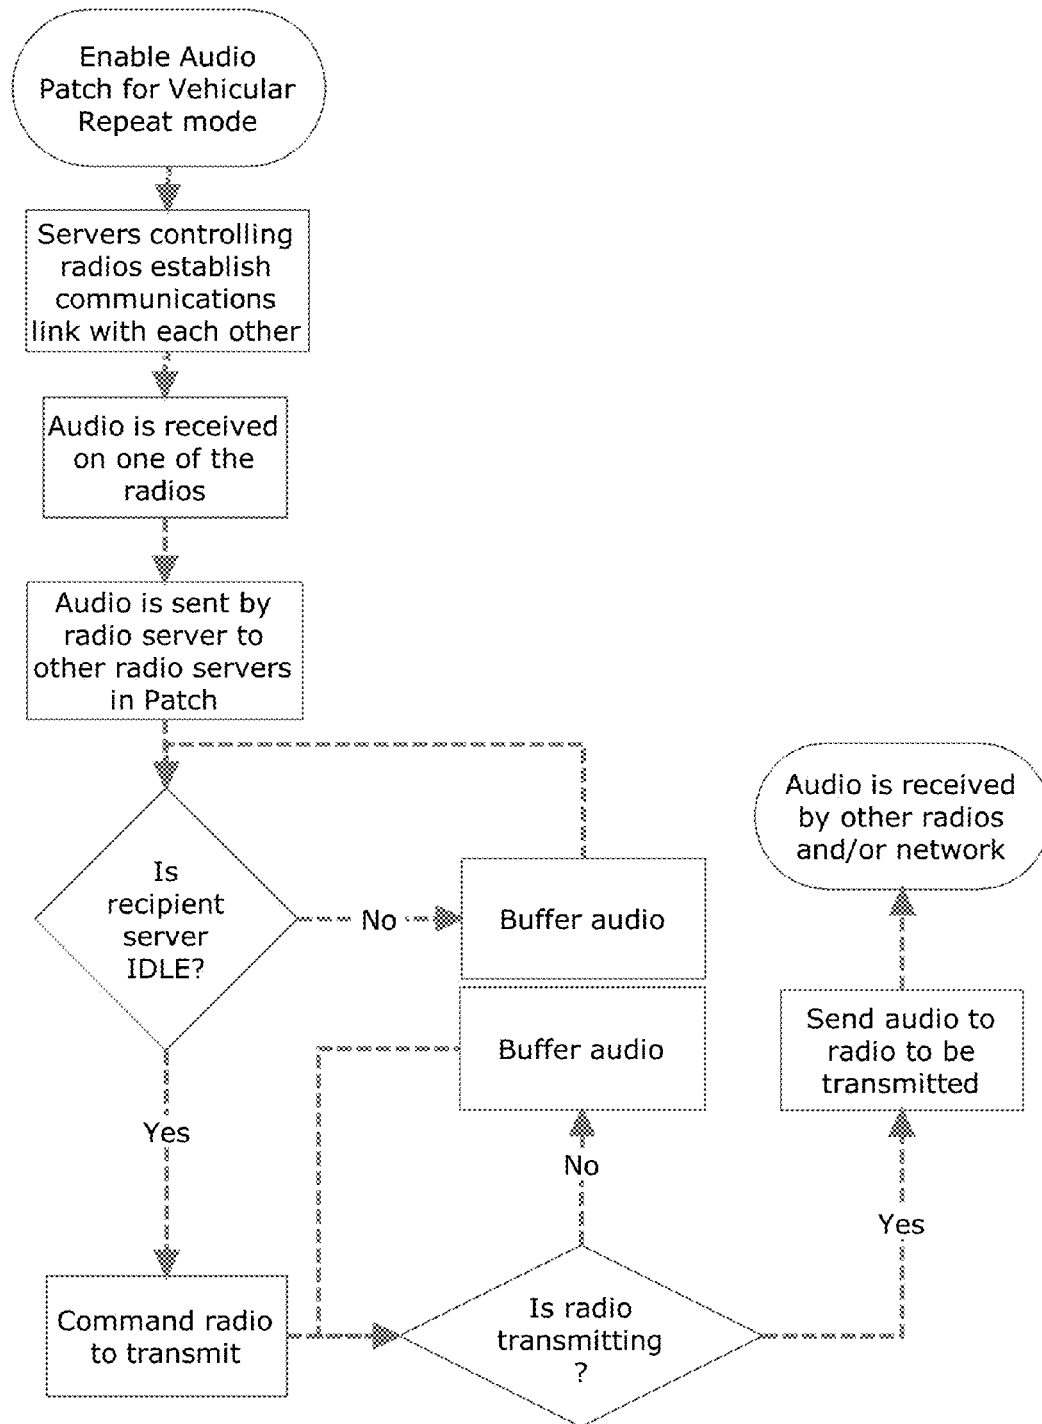 Enable Audio
Patch for Vehicular
Repeat mode
Servers controlling
radios establish
communications
link with each other
Audio is received
on one of the
radios
Audio is sent by
radio server to
other radio servers
in Patch
Is
recipient
server
IDLE?
No
Buffer audio
Yes
Command radio
to transmit
Is radio
transmitting
?
No
Buffer audio
Yes
Send audio to
radio to be
transmitted
Audio is received
by other radios
and/or network